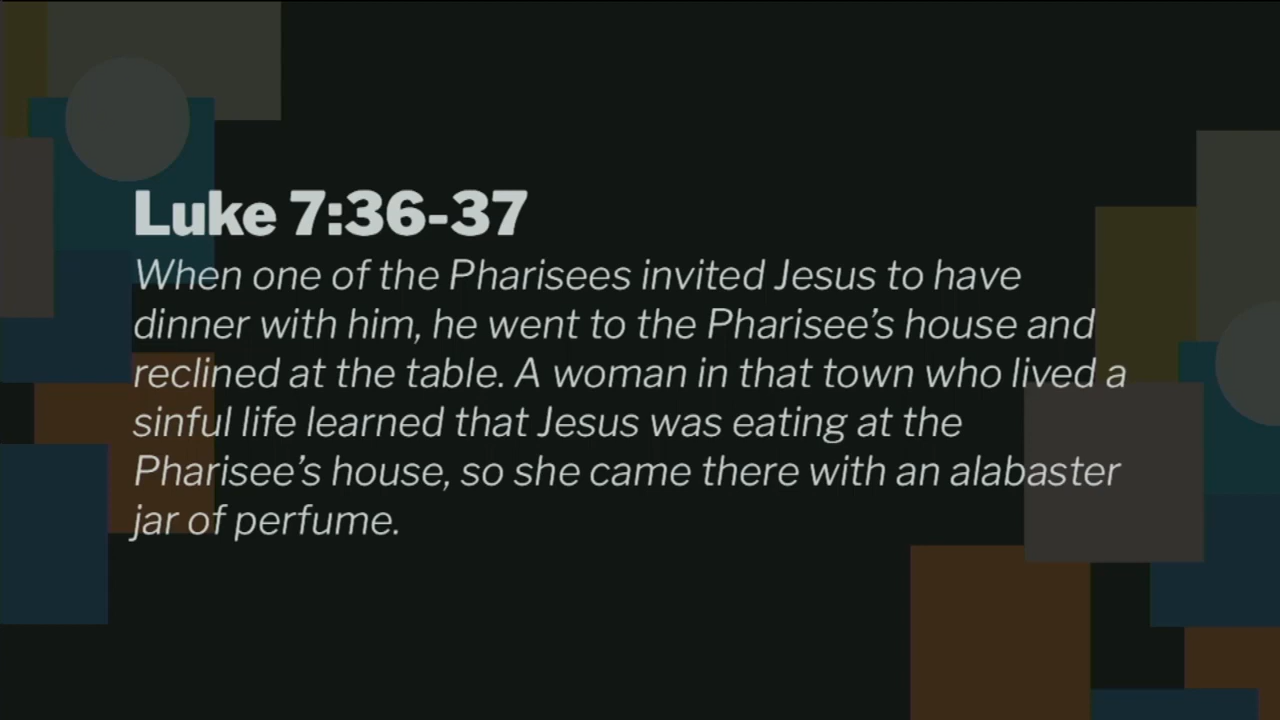 Luke 7:36-37
When one of the Pharisees invited Jesus to have
dinner with him, he went to the Pharisee’s house and
reclined at the table. A woman in that town who lived a
sinful life learned that Jesus was eating at the
Pharisee’s house, so she came there with an alabaster
jar of perfume.